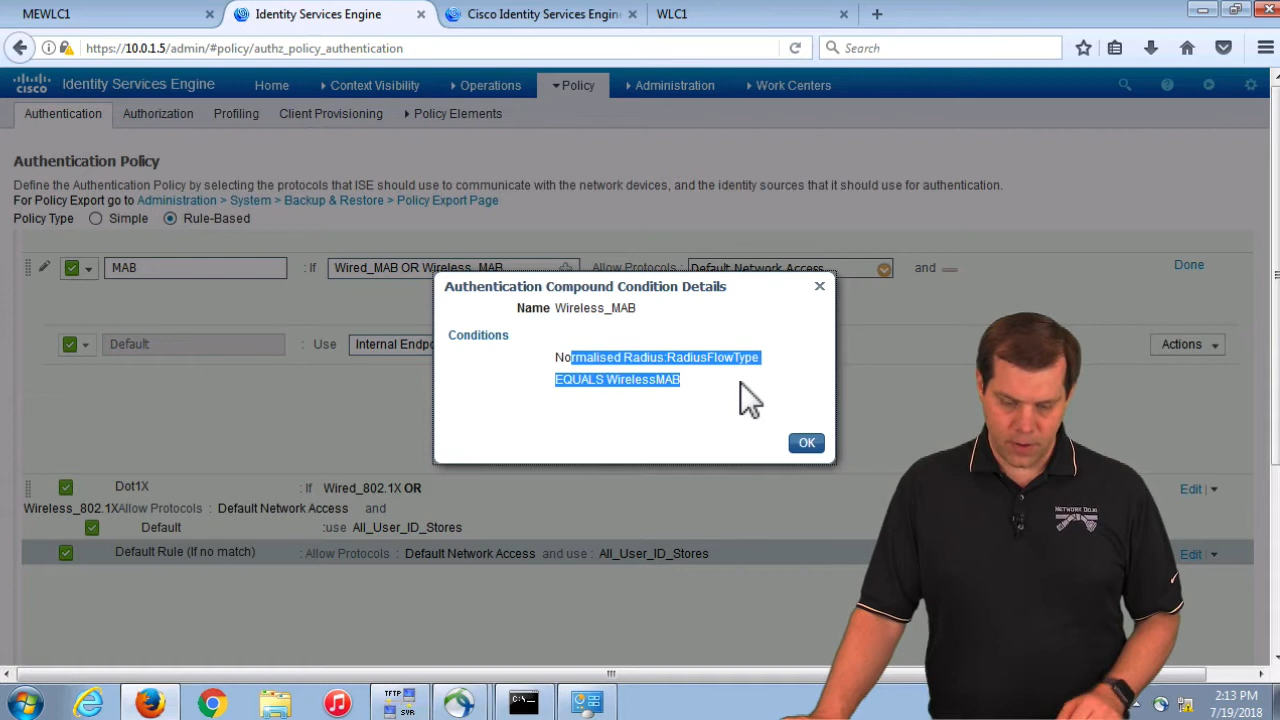 MEWLC1
Identity Services Engine
Cisco Identity Services Engin
WLC1
https://10.0.1.5/admin/#policy/authz_policy_authentication
Search
CISCO
Identity Services Engine
Home
Context Visibility
Operations
Policy
Administration
Work Centers
Authentication
Authorization
Profiling
Client Provisioning
Policy Elements
Authentication Policy
Define the Authentication Policy by selecting the protocols that ISE should use to communicate with the network devices, and the identity sources that it should use for authentication.
For Policy Export go to Administration > System > Backup & Restore > Policy Export Page
Policy Type Simple Rule-Based
MAB : If Wired_MAB OR Wireless_MAB Allow Protocols : Default Network Access and Done
Authentication Compound Condition Details
Name Wireless_MAB
Conditions
Normalised Radius:RadiusFlowType
EQUALS WirelessMAB
OK
Default : Use Internal Endpo Actions
Dot1X : If Wired_802.1X OR Edit
Wireless_802.1XAllow Protocols : Default Network Access and
Default :use All_User_ID_Stores
Default Rule (If no match) : Allow Protocols : Default Network Access and use : All_User_ID_Stores Edit
NETWORK DOJO
TFTP
SVR
C:\.
2:13 PM
7/19/2018